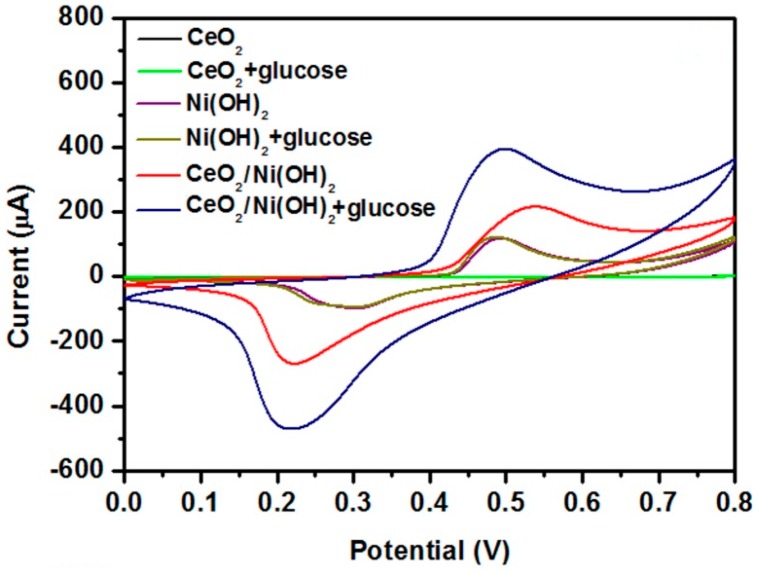 800
600
400
200
0
-200
-400
-600
Current (μA)
CeO2
CeO2+glucose
Ni(OH)2
Ni(OH)2+glucose
CeO2/Ni(OH)2
CeO2/Ni(OH)2+glucose
0.0 0.1 0.2 0.3 0.4 0.5 0.6 0.7 0.8
Potential (V)